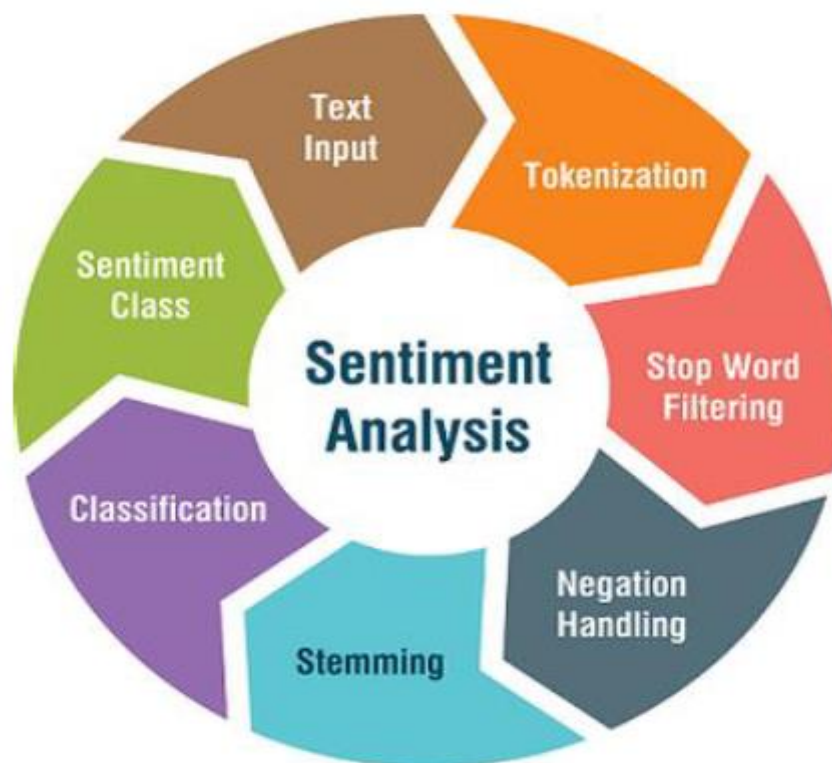 Text
Input
Tokenization
Stop Word
Filtering
Negation
Handling
Stemming
Classification
Sentiment
Class
Sentiment
Analysis